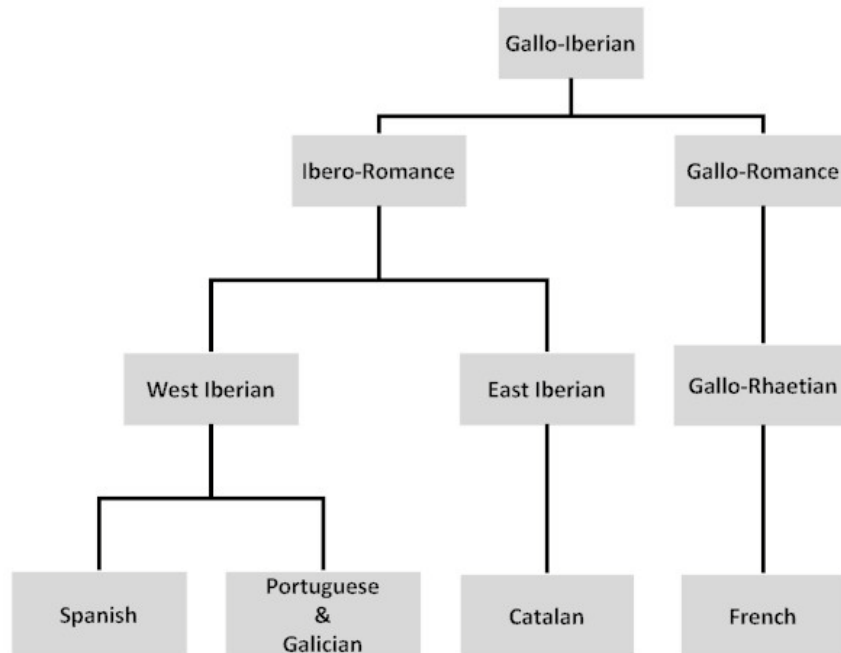 Gallo-Iberian
Ibero-Romance
Gallo-Romance
West Iberian
East Iberian
Gallo-Rhaetian
Spanish
Portuguese
&
Galician
Catalan
French